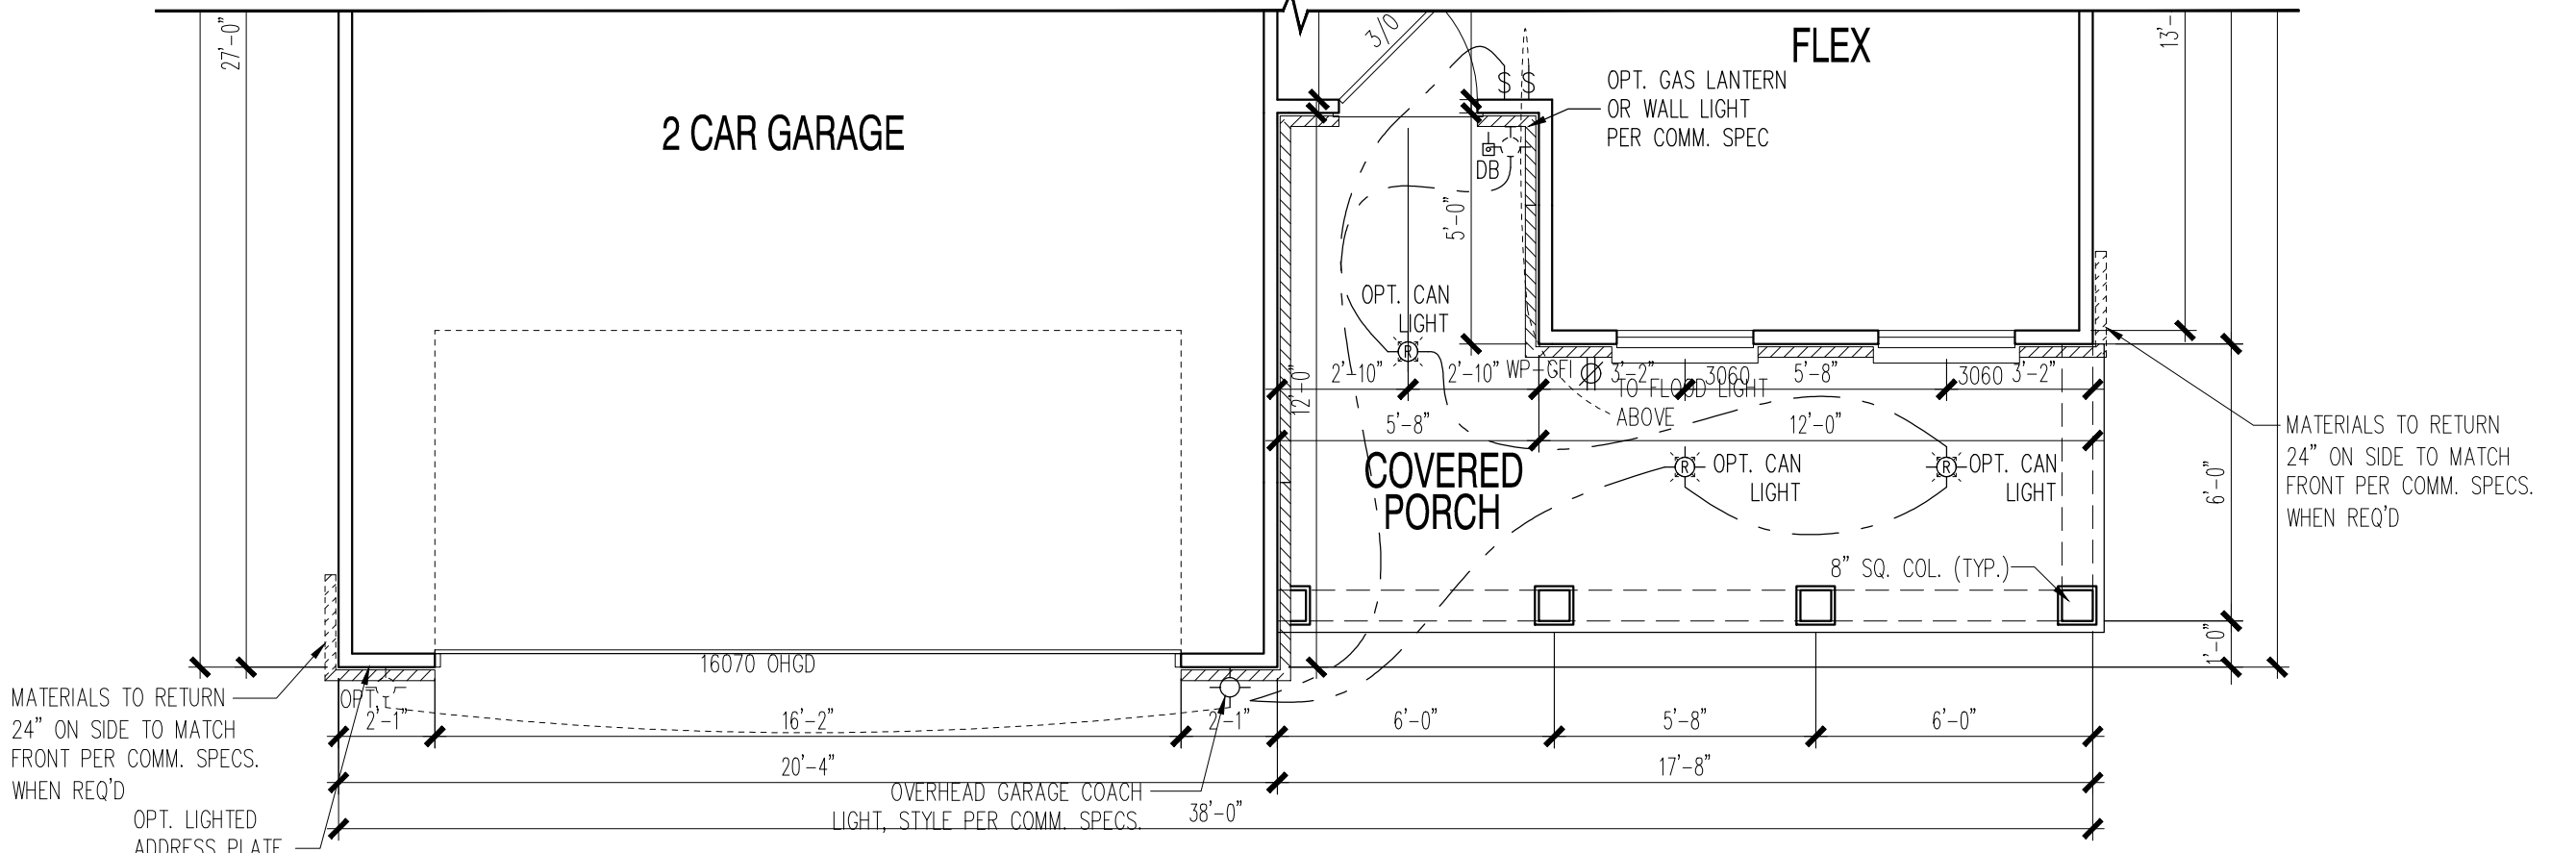 27'-0"
3/0
FLEX
13'-
2 CAR GARAGE
S S
OPT. GAS LANTERN
OR WALL LIGHT
PER COMM. SPEC
DB
5'-0"
OPT. CAN
LIGHT
R
12'-0"
2'-10"
2'-10"
WP-GFI
3'-2"
3060
5'-8"
3060
3'-2"
TO FLOOD LIGHT
ABOVE
5'-8"
12'-0"
COVERED
PORCH
R
OPT. CAN
LIGHT
R
OPT. CAN
LIGHT
6'-0"
MATERIALS TO RETURN
24" ON SIDE TO MATCH
FRONT PER COMM. SPECS.
WHEN REQ'D
8" SQ. COL. (TYP.)
1'-0"
16070 OHGD
MATERIALS TO RETURN
24" ON SIDE TO MATCH
FRONT PER COMM. SPECS.
WHEN REQ'D
OPT.
2'-1"
16'-2"
2'-1"
6'-0"
5'-8"
6'-0"
20'-4"
17'-8"
OVERHEAD GARAGE COACH
LIGHT, STYLE PER COMM. SPECS.
38'-0"
OPT. LIGHTED
ADDRESS PLATE